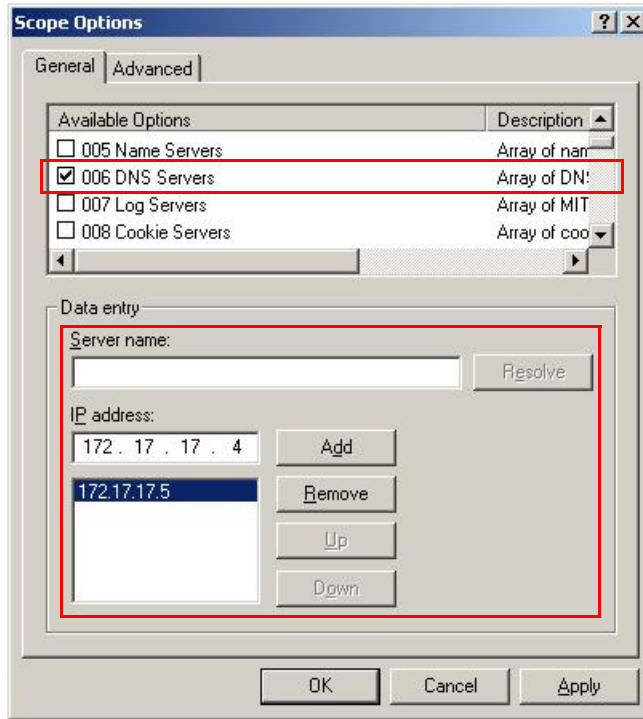 Scope Options
General Advanced
Available Options Description
005 Name Servers Array of nam
006 DNS Servers Array of DN
007 Log Servers Array of MIT
008 Cookie Servers Array of coo
Data entry
Server name:
Resolve
IP address:
172 . 17 . 17 . 4 Add
172.17.17.5 Remove
Up
Down
OK Cancel Apply